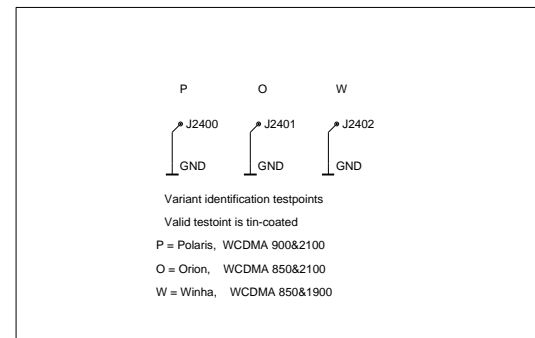 P O W
J2400 J2401 J2402
GND GND GND
Variant identification testpoints
Valid testoint is tin-coated
P = Polaris, WCDMA 900&2100
O = Orion, WCDMA 850&2100
W = Winha, WCDMA 850&1900